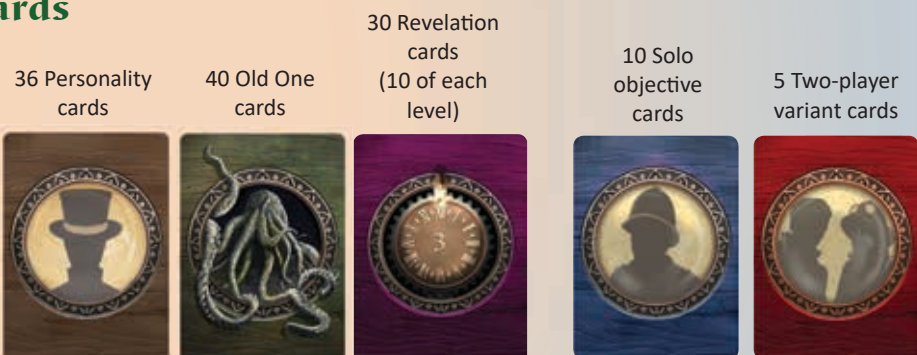 ards
36 Personality
cards
40 Old One
cards
30 Revelation
cards
(10 of each
level)
10 Solo
objective
cards
5 Two-player
variant cards
3